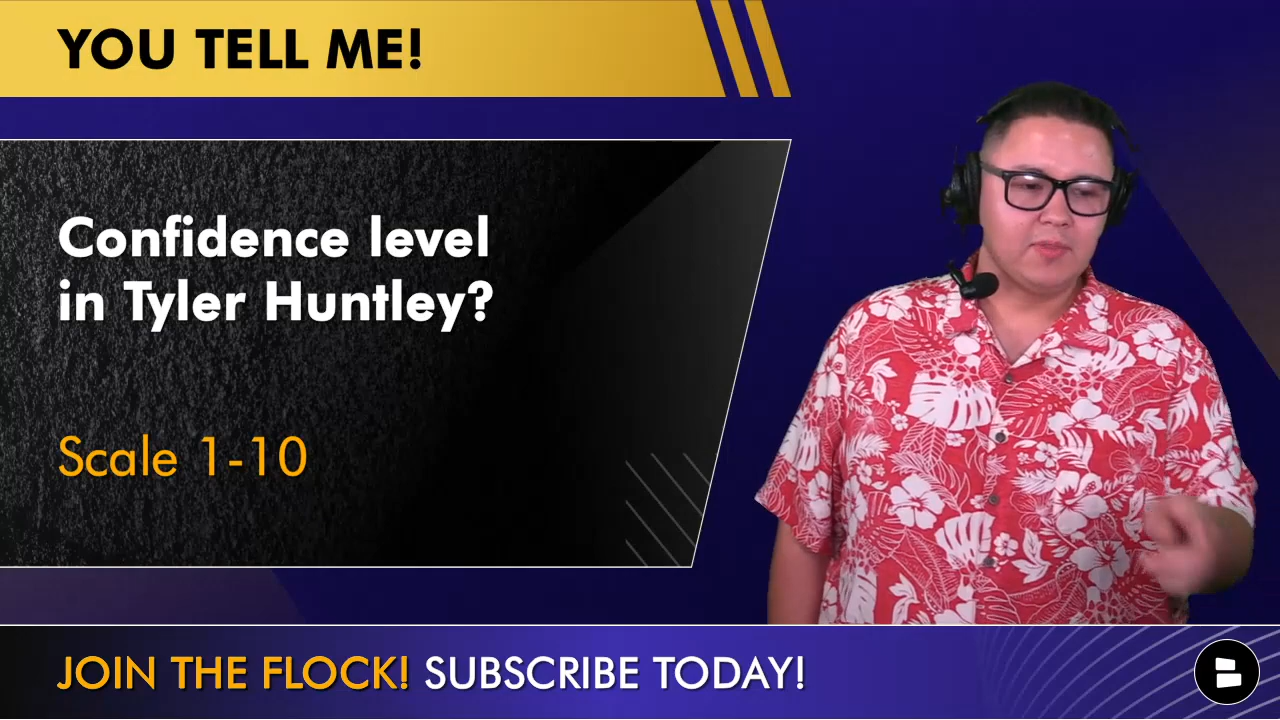 YOU TELL ME!
Confidence level
in Tyler Huntley?
Scale 1-10
JOIN THE FLOCK! SUBSCRIBE TODAY!